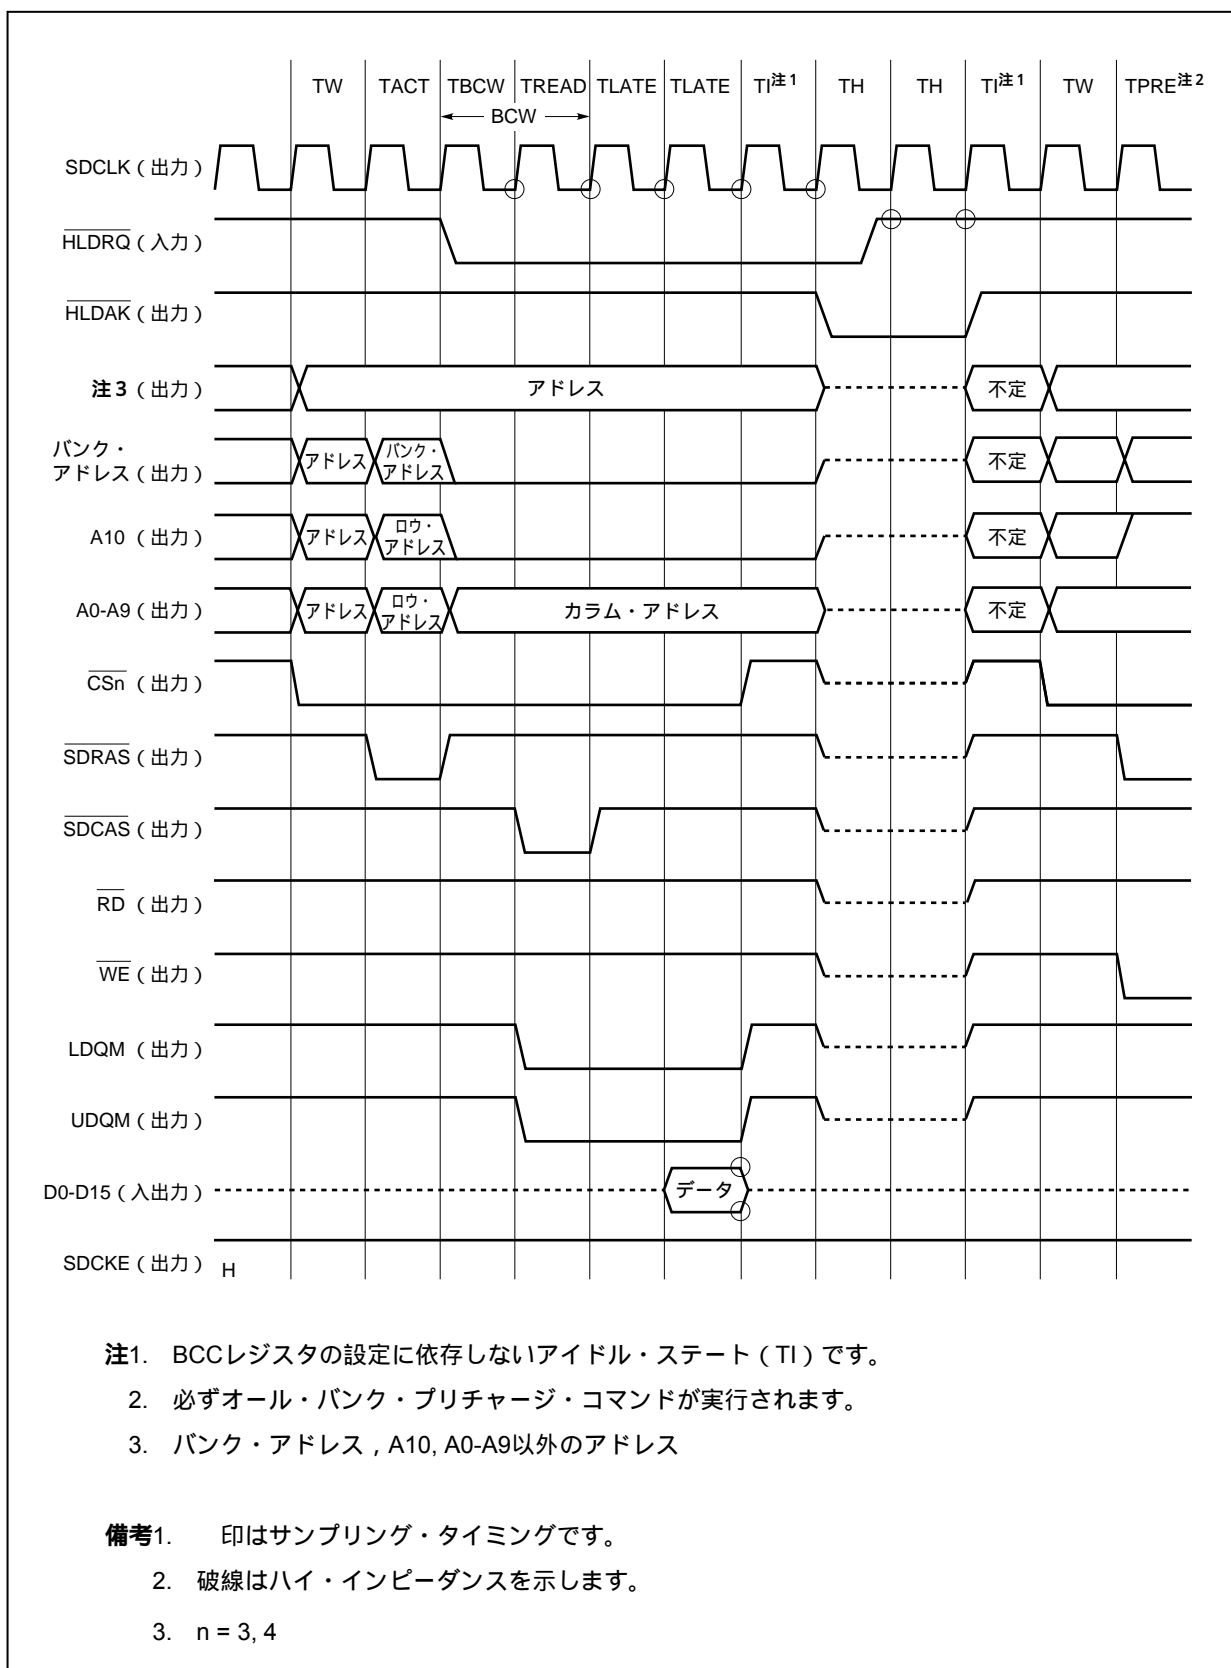 TW TACT TBCW TREAD TLATE TLATE TI注1 TH TH TI注1 TW TPRE注2
BCW
SDCLK（出力）
HLDRQ（入力）
HLDAK（出力）
注3（出力） アドレス 不定
バンク・
アドレス（出力） アドレス バンク・アドレス 不定
A10（出力） アドレス ロウ・アドレス 不定
A0-A9（出力） アドレス ロウ・アドレス カラム・アドレス 不定
CSn（出力）
SDRAS（出力）
SDCAS（出力）
RD（出力）
WE（出力）
LDQM（出力）
UDQM（出力）
D0-D15（入出力） データ
SDCKE（出力） H
注1. BCCレジスタの設定に依存しないアイドル・ステート（TI）です。
2. 必ずオール・バンク・プリチャージ・コマンドが実行されます。
3. バンク・アドレス，A10, A0-A9以外のアドレス
備考1. 印はサンプリング・タイミングです。
2. 破線はハイ・インピーダンスを示します。
3. n = 3, 4